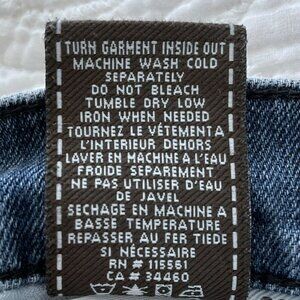 TURN GARMENT INSIDE OUT
MACHINE WASH COLD
SEPARATELY
DO NOT BLEACH
TUMBLE DRY LOW
IRON WHEN NEEDED
TOURNEZ LE VÊTEMENT A
L'INTERIEUR DEHORS
LAVER EN MACHINE A L'EAU
FROIDE SEPAREMENT
NE PAS UTILISER D'EAU
DE JAVEL
SECHAGE EN MACHINE A
BASSE TEMPERATURE
REPASSER AU FER TIEDE
SI NÉCESSAIRE
RN# 115561
CA# 34460